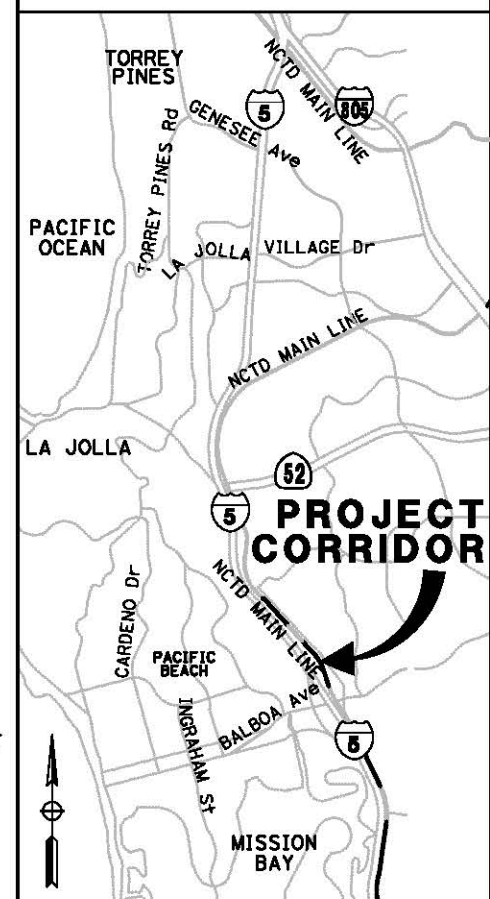 TORREY
PINES
NCTD MAIN LINE
5
805
GENESEE Ave
TORREY PINES Rd
PACIFIC
OCEAN
LA JOLLA VILLAGE Dr
NCTD MAIN LINE
LA JOLLA
52
5
PROJECT
CORRIDOR
NCTD MAIN LINE
CARDENO Dr
PACIFIC
BEACH
INGRAHAM St
BALBOA Ave
5
MISSION
BAY